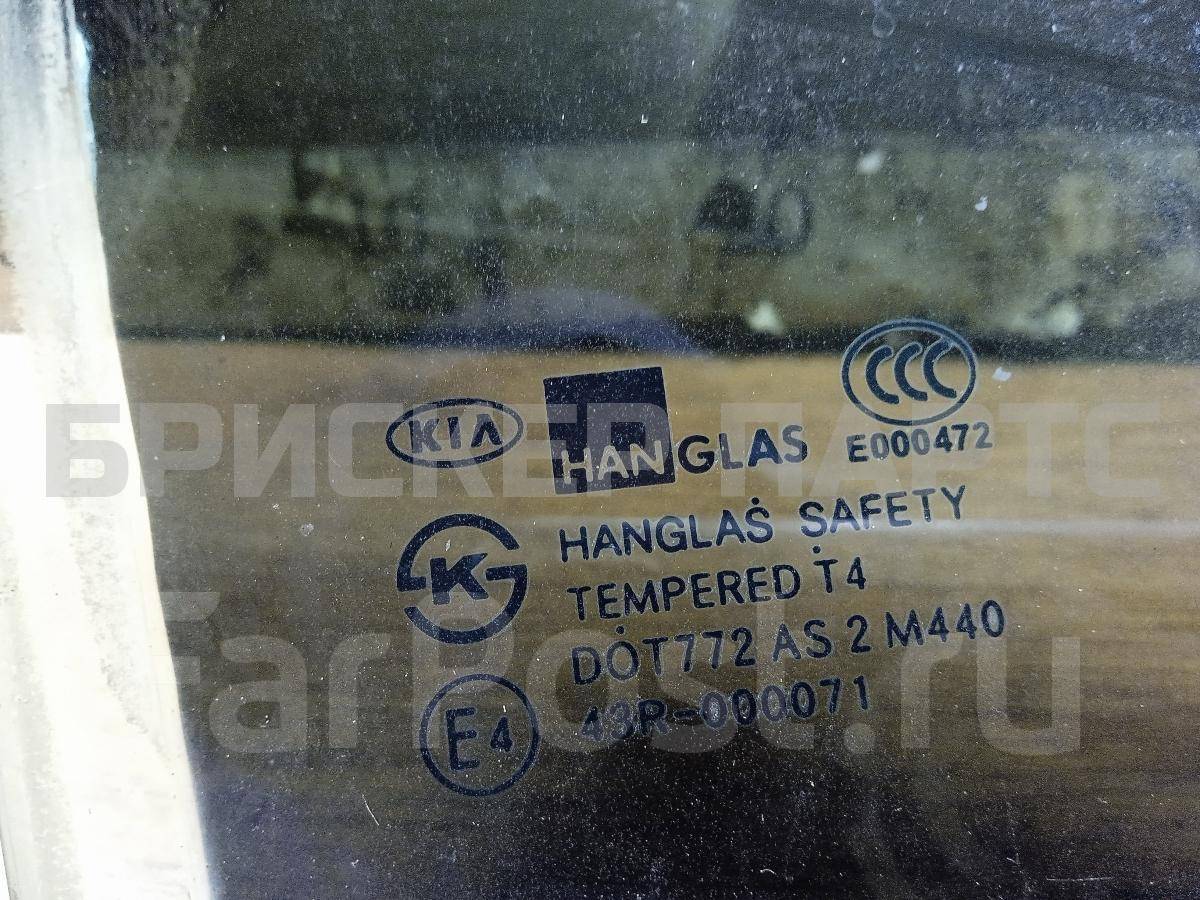 CCC
KIA HANGLAS E000472
БРИСКЕР ПАРТС
HANGLAS SAFETY
K
TEMPERED T4
DOT772 AS 2 M440
E4 43R-000071
FarPost.ru